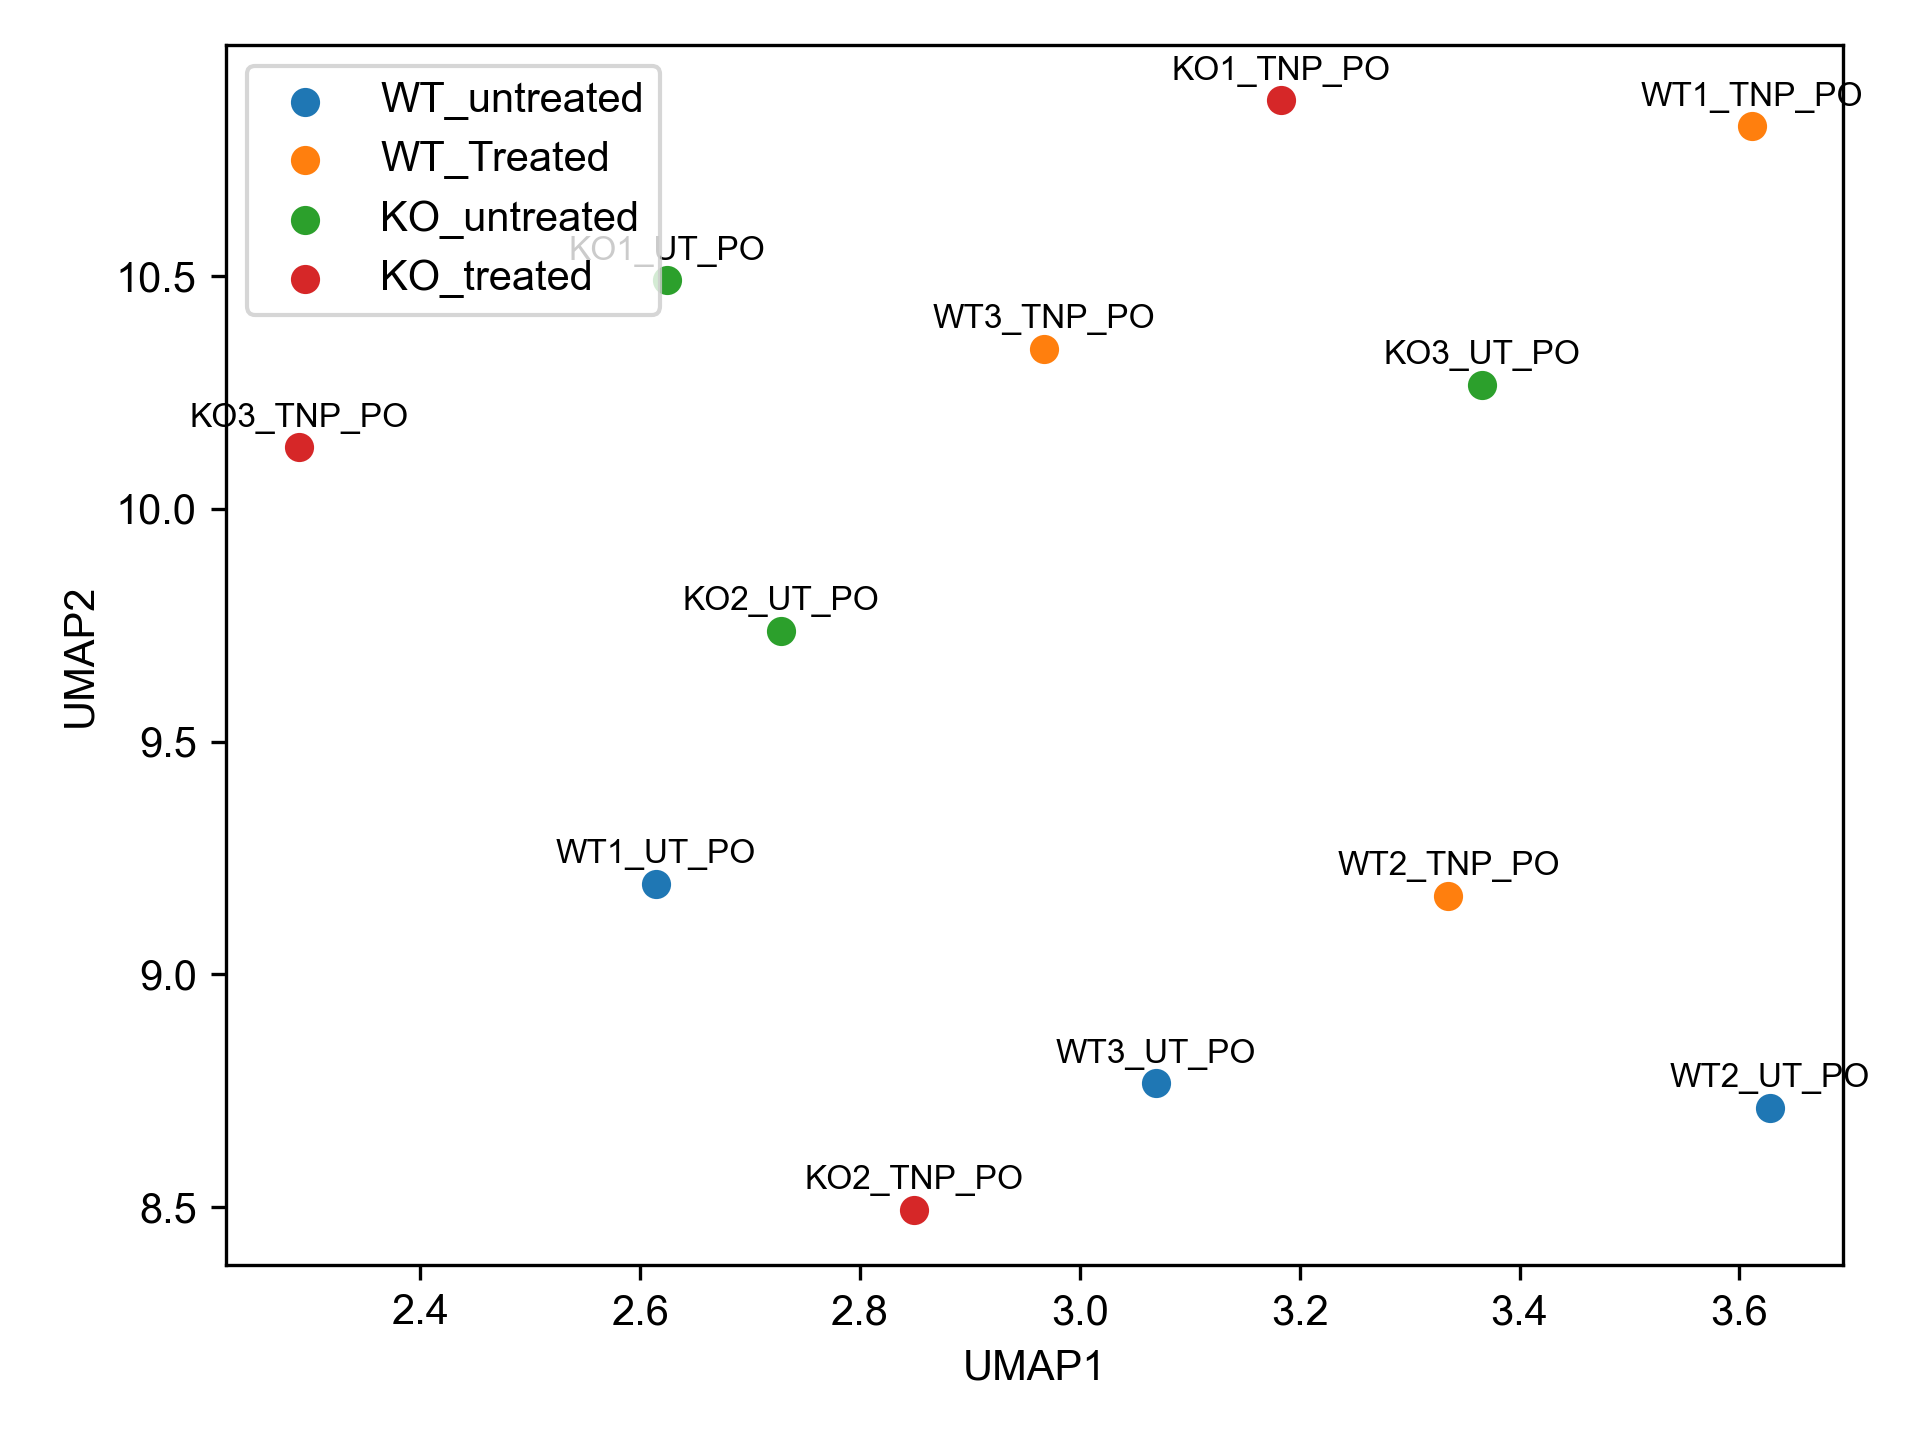 WT_untreated
WT_Treated
KO_untreated
KO_treated
KO1_TNP_PO
WT1_TNP_PO
KO1_UT_PO
WT3_TNP_PO
KO3_UT_PO
KO3_TNP_PO
KO2_UT_PO
WT1_UT_PO
WT2_TNP_PO
WT3_UT_PO
WT2_UT_PO
KO2_TNP_PO
10.5
10.0
9.5
9.0
8.5
UMAP2
2.4 2.6 2.8 3.0 3.2 3.4 3.6
UMAP1